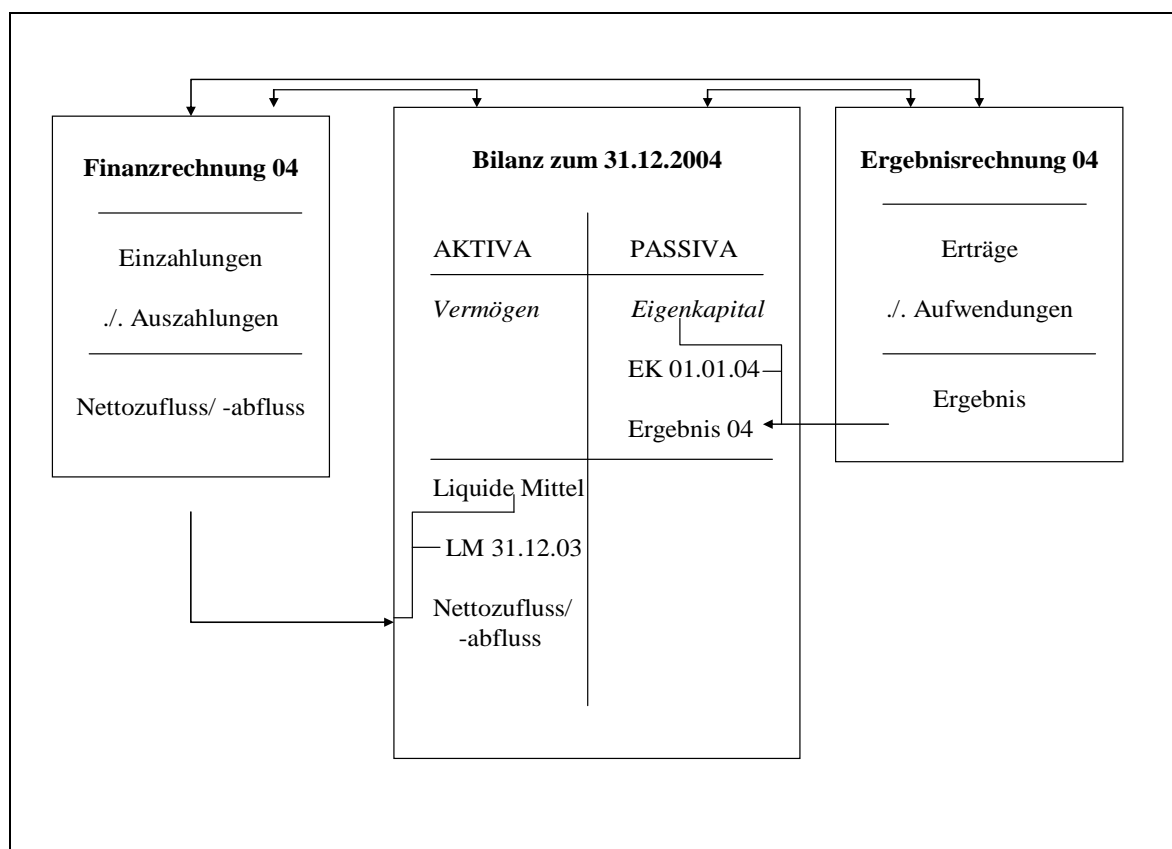 Finanzrechnung 04
Einzahlungen
./. Auszahlungen
Nettozufluss/ -abfluss
Bilanz zum 31.12.2004
AKTIVA
PASSIVA
Vermögen
Eigenkapital
EK 01.01.04
Ergebnis 04
Liquide Mittel
LM 31.12.03
Nettozufluss/
-abfluss
Ergebnisrechnung 04
Erträge
./. Aufwendungen
Ergebnis